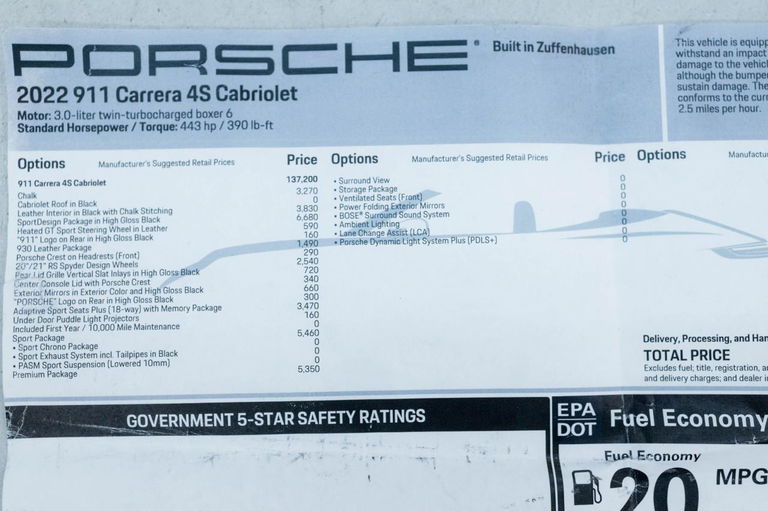 PORSCHE® Built in Zuffenhausen
2022 911 Carrera 4S Cabriolet
Motor: 3.0-liter twin-turbocharged boxer 6
Standard Horsepower / Torque: 443 hp / 390 lb-ft
This vehicle is equipp
withstand an impact
damage to the vehicl
although the bumpe
sustain damage. The
conforms to the curr
2.5 miles per hour.
Options Manufacturer's Suggested Retail Prices Price
911 Carrera 4S Cabriolet 137,200
Chalk 3,270
Cabriolet Roof in Black 0
Leather Interior in Black with Chalk Stitching 3,830
SportDesign Package in High Gloss Black 6,680
Heated GT Sport Steering Wheel in Leather 590
"911" Logo on Rear in High Gloss Black 160
930 Leather Package 1,490
Porsche Crest on Headrests (Front) 290
20"/21" RS Spyder Design Wheels 2,540
Rear Lid Grille Vertical Slat Inlays in High Gloss Black 720
Center Console Lid with Porsche Crest 340
Exterior Mirrors in Exterior Color and High Gloss Black 660
"PORSCHE" Logo on Rear in High Gloss Black 300
Adaptive Sport Seats Plus (18-way) with Memory Package 3,470
Under Door Puddle Light Projectors 160
Included First Year / 10,000 Mile Maintenance 0
Sport Package 5,460
• Sport Chrono Package 0
• Sport Exhaust System incl. Tailpipes in Black 0
• PASM Sport Suspension (Lowered 10mm) 0
Premium Package 5,350
Options Manufacturer's Suggested Retail Prices Price
• Surround View 0
• Storage Package 0
• Ventilated Seats (Front) 0
• Power Folding Exterior Mirrors 0
• BOSE® Surround Sound System 0
• Ambient Lighting 0
• Lane Change Assist (LCA) 0
• Porsche Dynamic Light System Plus (PDLS+) 0
Options Manufactu
Delivery, Processing, and Han
TOTAL PRICE
Excludes fuel; title, registration, a
and delivery charges; and dealer i
GOVERNMENT 5-STAR SAFETY RATINGS
EPA
DOT Fuel Economy
Fuel Economy
20 MPG